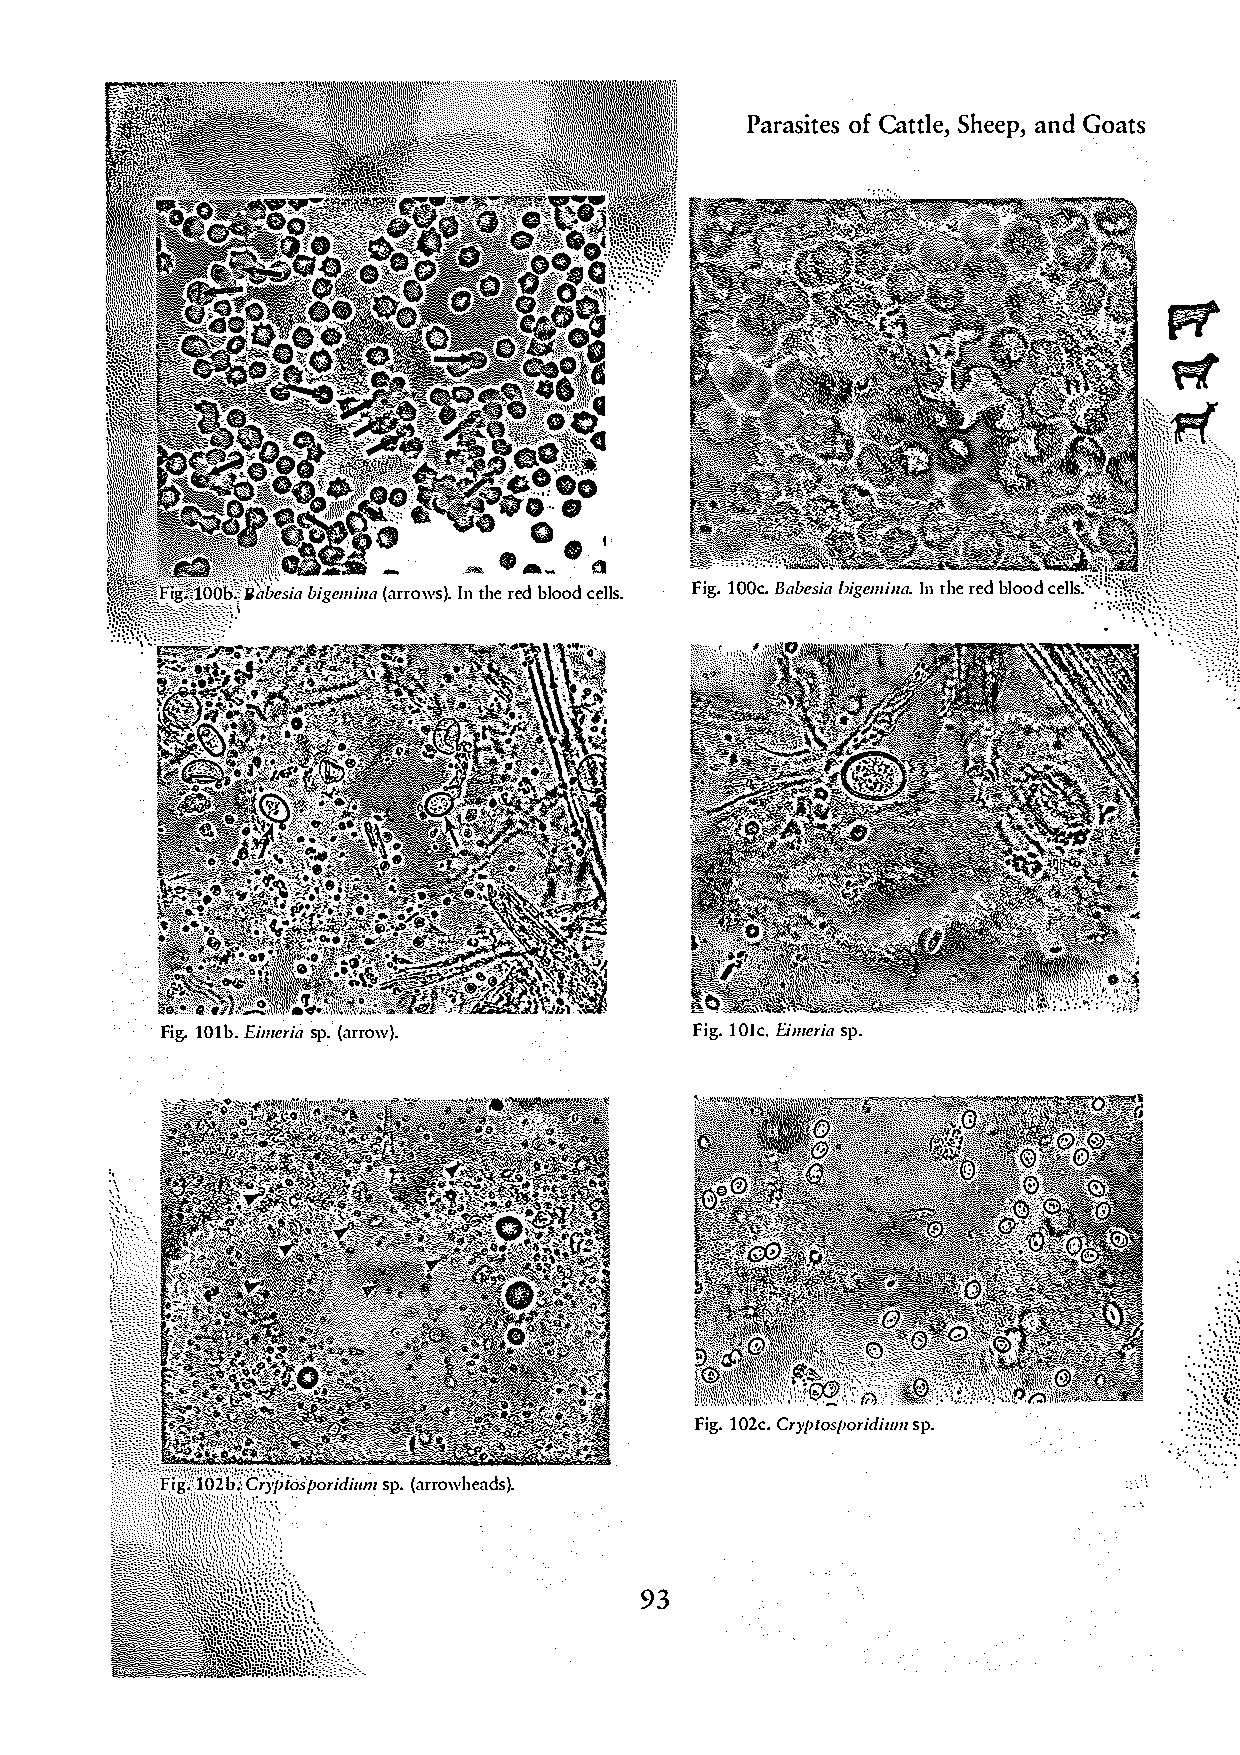 Parasites of Cattle, Sheep, and Goats
Fig. 100b. Babesia bigemina (arrows). In the red blood cells.
Fig. 100c. Babesia bigemina. In the red blood cells.
Fig. 101b. Eimeria sp. (arrow).
Fig. 101c. Eimeria sp.
Fig. 102c. Cryptosporidium sp.
Fig. 102b. Cryptosporidium sp. (arrowheads).
93